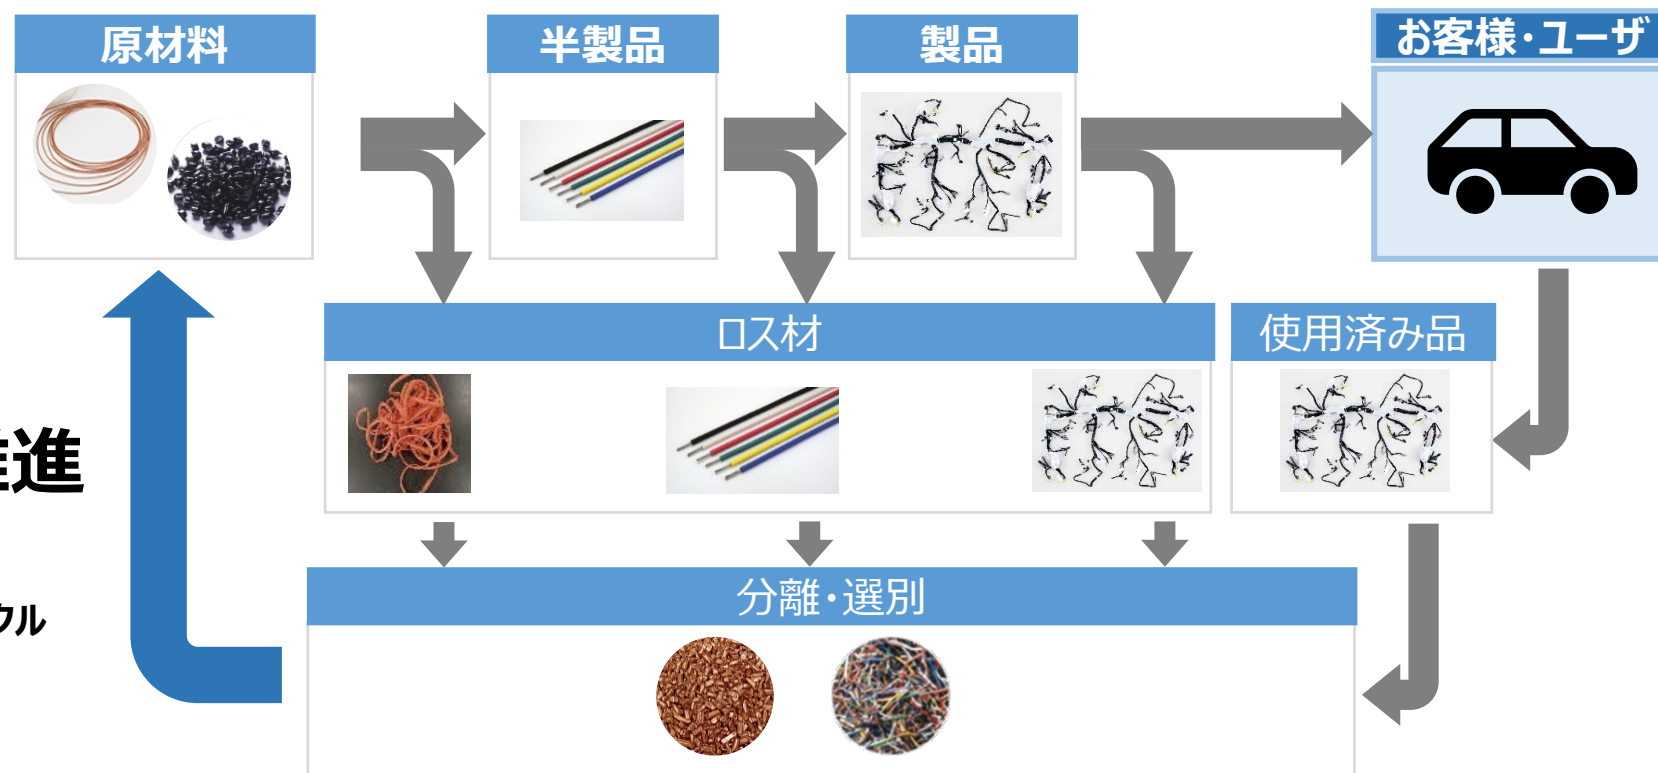 原材料
半製品
製品
お客様・ユーザ
ロス材
使用済み品
推進
分離・選別
クル